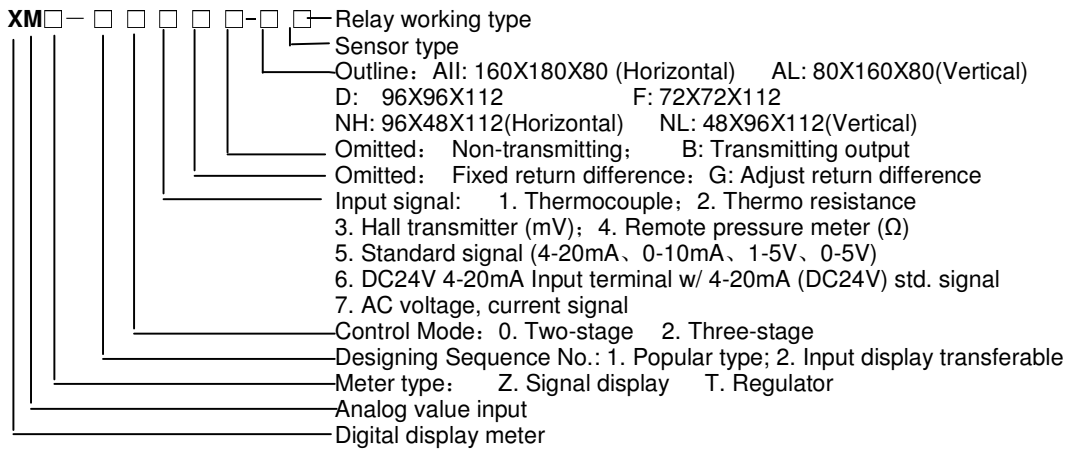 XM□-□□□□□-□□ Relay working type
Sensor type
Outline：AII: 160X180X80 (Horizontal) AL: 80X160X80(Vertical)
D: 96X96X112 F: 72X72X112
NH: 96X48X112(Horizontal) NL: 48X96X112(Vertical)
Omitted： Non-transmitting； B: Transmitting output
Omitted： Fixed return difference：G: Adjust return difference
Input signal: 1. Thermocouple；2. Thermo resistance
3. Hall transmitter (mV)；4. Remote pressure meter (Ω)
5. Standard signal (4-20mA、0-10mA、1-5V、0-5V)
6. DC24V 4-20mA Input terminal w/ 4-20mA (DC24V) std. signal
7. AC voltage, current signal
Control Mode：0. Two-stage 2. Three-stage
Designing Sequence No.: 1. Popular type; 2. Input display transferable
Meter type： Z. Signal display T. Regulator
Analog value input
Digital display meter